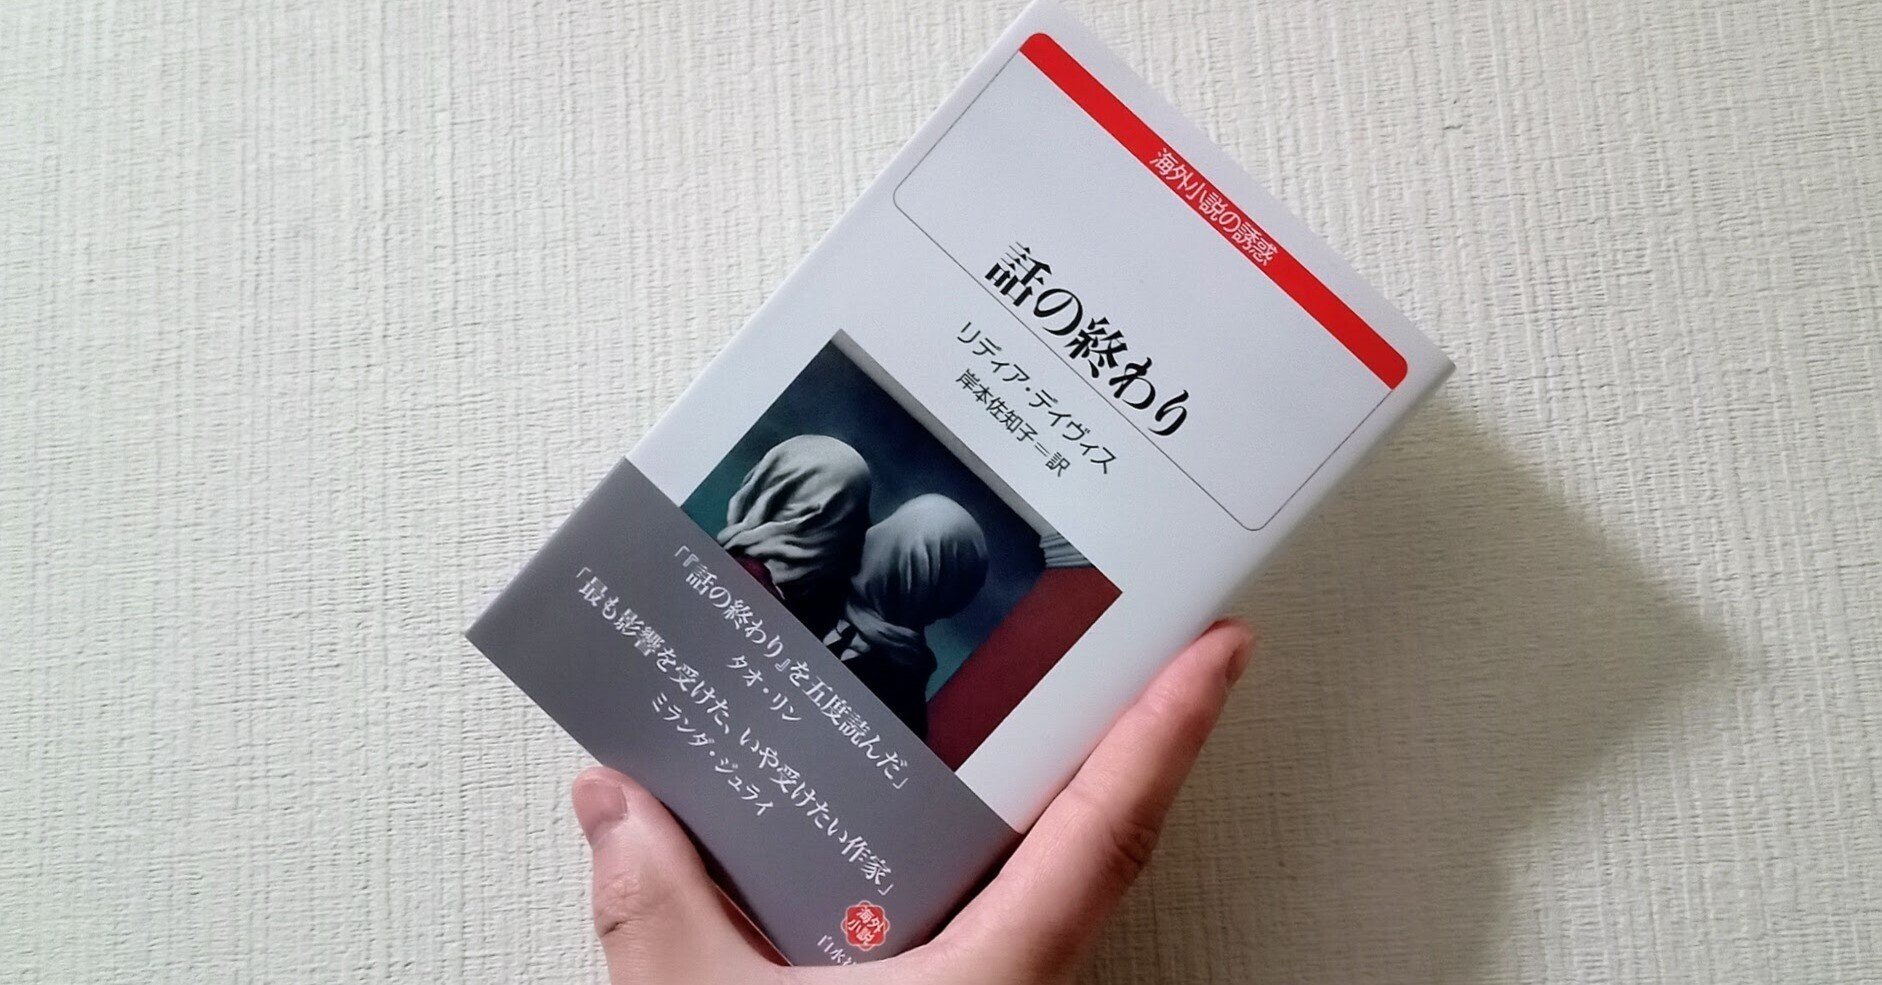 海外小説の誘惑
話の終わり
リディア・デイヴィス
岸本佐知子＝訳
「『話の終わり』を五度読んだ」
タオ・リン
「最も影響を受けた、いや受けたい作家」
ミランダ・ジュライ
海外
小説
白水